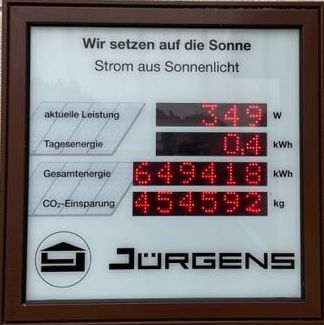 Wir setzen auf die Sonne
Strom aus Sonnenlicht
aktuelle Leistung 349 W
Tagesenergie 0.4 kWh
Gesamtenergie 649418 kWh
CO₂-Einsparung 454592 kg
JÜRGENS